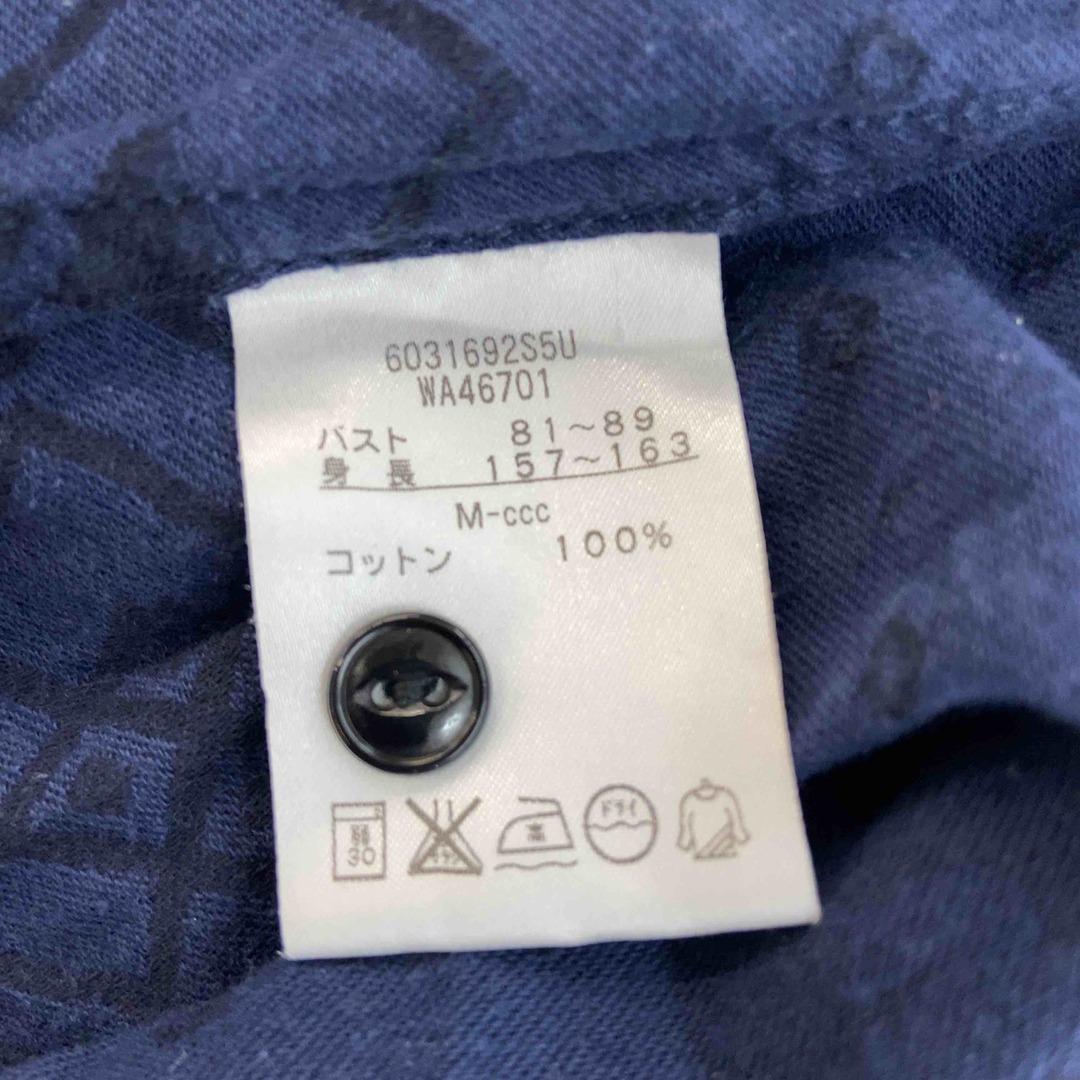 6031692S5U
WA46701
バスト 81～89
身長 157～163
M-ccc
コットン 100%
弱 30 高 ドライ